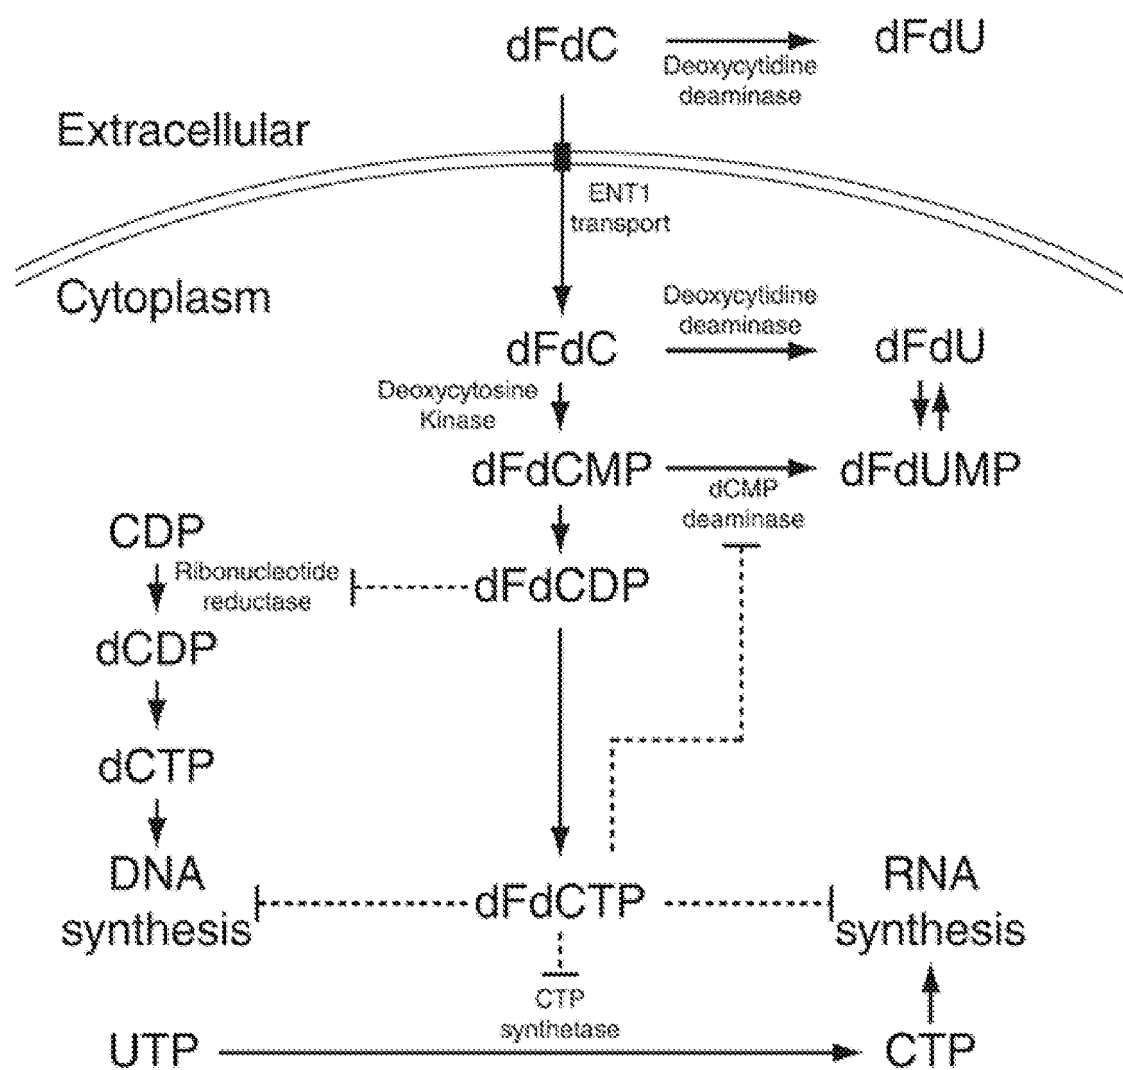 dFdC
dFdU
Deoxycytidine
deaminase
Extracellular
ENT1
transport
Cytoplasm
Deoxycytidine
deaminase
dFdC
dFdU
Deoxycytosine
Kinase
dFdCMP
dFdUMP
dCMP
deaminase
CDP
Ribonucleotide
reductase
dFdCDP
dCDP
dCTP
DNA
synthesis
dFdCTP
RNA
synthesis
CTP
synthetase
UTP
CTP